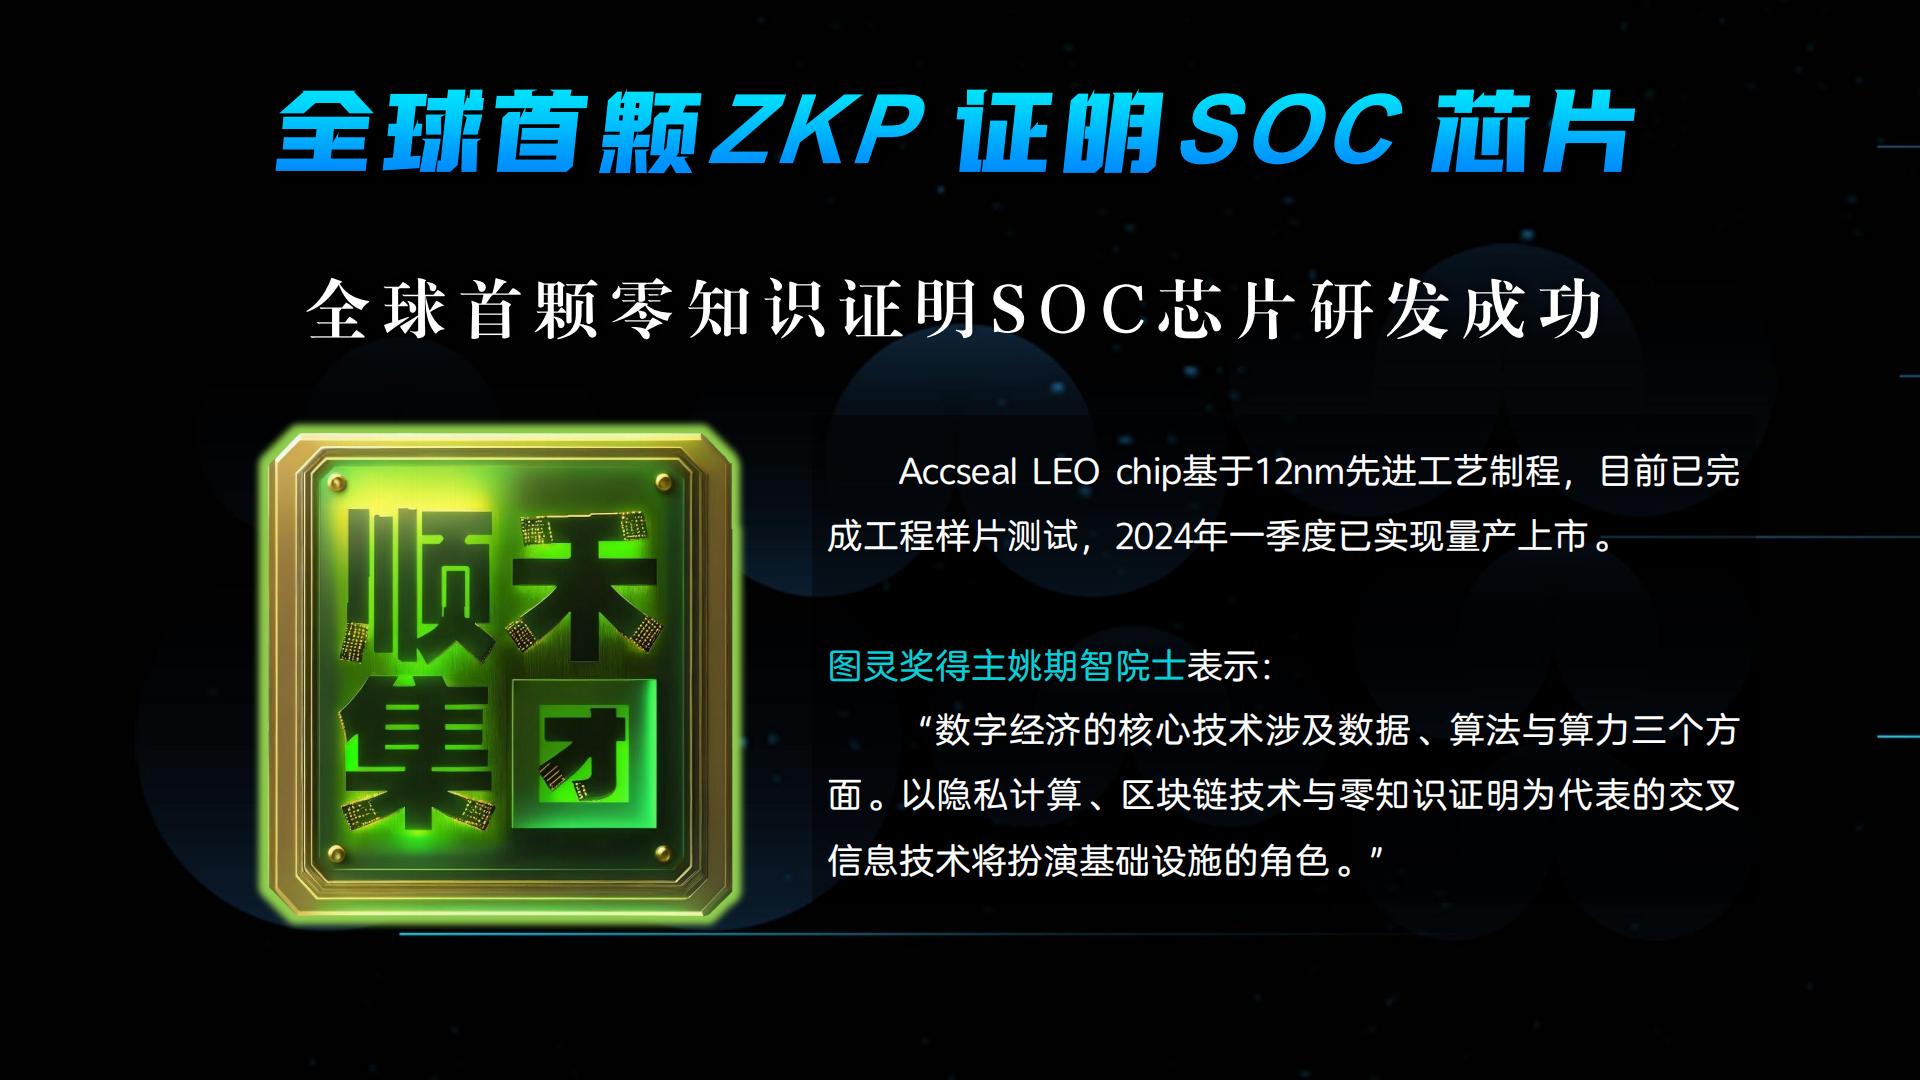 全球首颗ZKP 证明SOC 芯片
全球首颗零知识证明SOC芯片研发成功
顺禾
集团
Accseal LEO chip基于12nm先进工艺制程，目前已完
成工程样片测试，2024年一季度已实现量产上市。
图灵奖得主姚期智院士表示：
“数字经济的核心技术涉及数据、算法与算力三个方
面。以隐私计算、区块链技术与零知识证明为代表的交叉
信息技术将扮演基础设施的角色。”